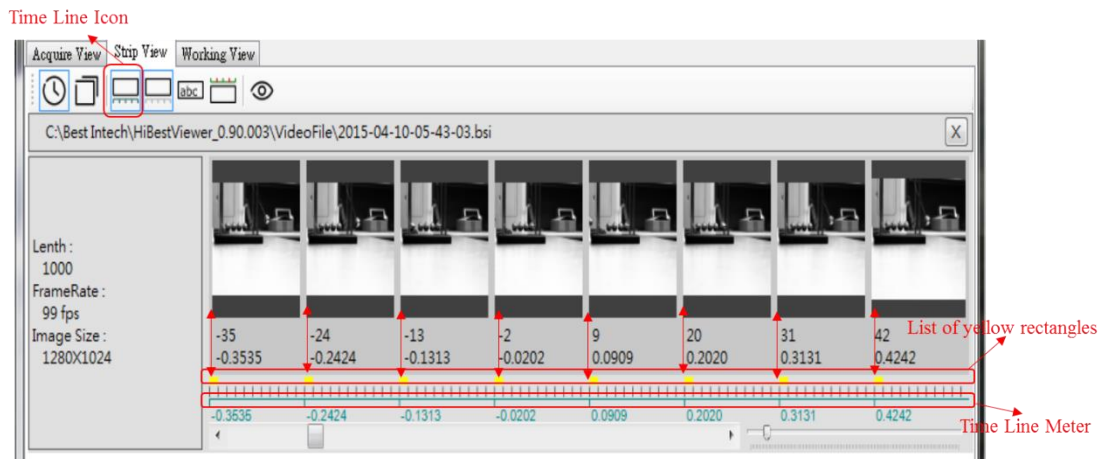 Time Line Icon
Acquire View Strip View Working View
abc
C:\Best Intech\HiBestViewer_0.90.003\VideoFile\2015-04-10-05-43-03.bsi X
Lenth :
1000
FrameRate :
99 fps
Image Size :
1280X1024
-35 -24 -13 -2 9 20 31 42
-0.3535 -0.2424 -0.1313 -0.0202 0.0909 0.2020 0.3131 0.4242
List of yellow rectangles
-0.3535 -0.2424 -0.1313 -0.0202 0.0909 0.2020 0.3131 0.4242
Time Line Meter